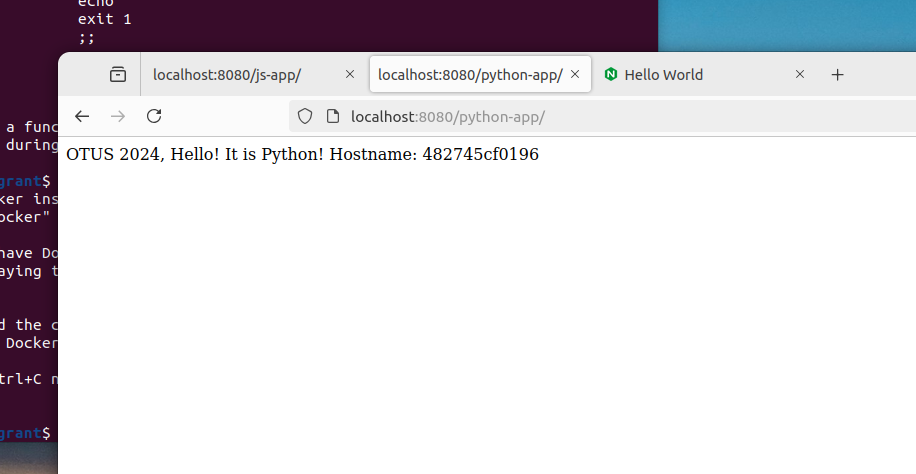 echo
exit 1
;;
localhost:8080/js-app/
localhost:8080/python-app/
Hello World
localhost:8080/python-app/
OTUS 2024, Hello! It is Python! Hostname: 482745cf0196
a func
during
grant$
ker ins
ocker"
have Do
aying t
d the c
Docker
trl+C n
grant$